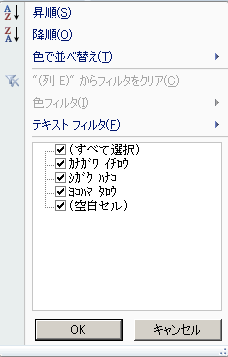 昇順(S)
降順(O)
色で並べ替え(T)
"(列 E)" からフィルタをクリア(C)
色フィルタ(I)
テキスト フィルタ(F)
(すべて選択)
ｶﾅｶﾞﾜ ｲﾁﾛｳ
ｼｶﾞｸ ﾊﾅｺ
ﾖｺﾊﾏ ﾀﾛｳ
(空白セル)
OK キャンセル